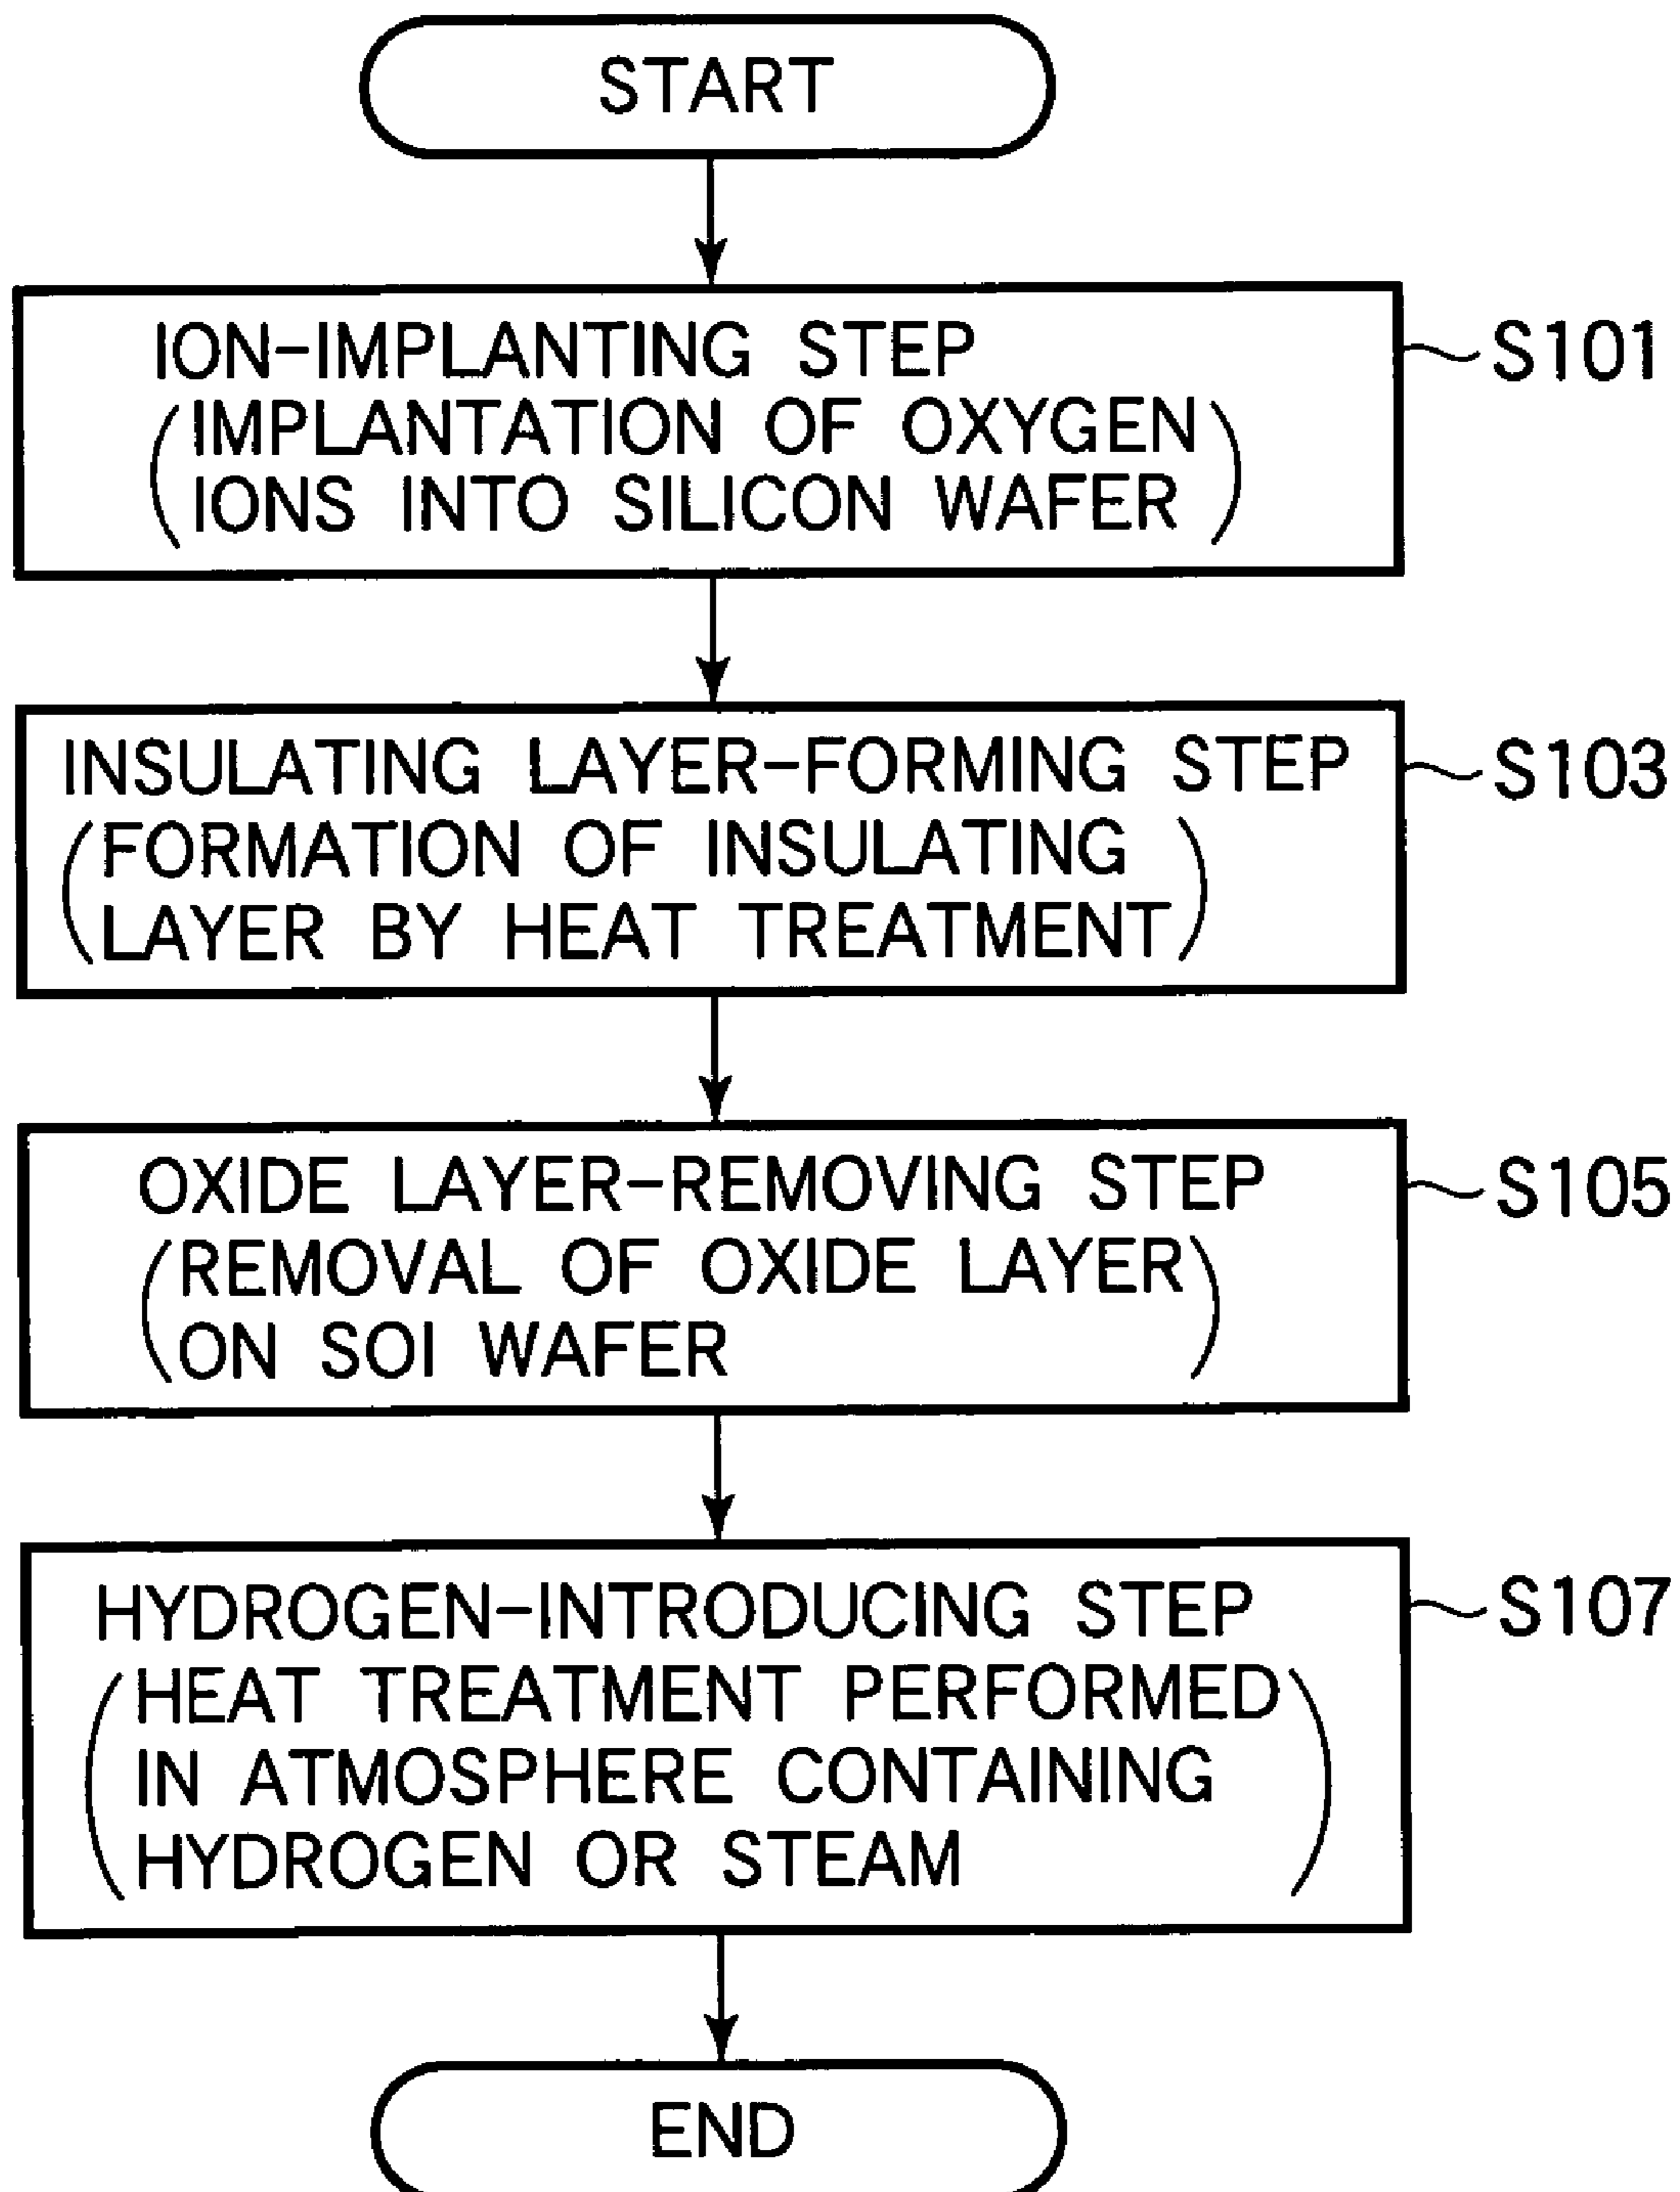 START
ION-IMPLANTING STEP
S101
(IMPLANTATION OF OXYGEN
IONS INTO SILICON WAFER)
INSULATING LAYER-FORMING STEP
S103
(FORMATION OF INSULATING
LAYER BY HEAT TREATMENT)
OXIDE LAYER-REMOVING STEP
S105
(REMOVAL OF OXIDE LAYER
ON SOI WAFER)
HYDROGEN-INTRODUCING STEP
S107
(HEAT TREATMENT PERFORMED
IN ATMOSPHERE CONTAINING
HYDROGEN OR STEAM)
END